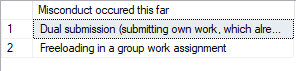 Misconduct occured this far
1 Dual submission (submitting own work, which alre...
2 Freeloading in a group work assignment